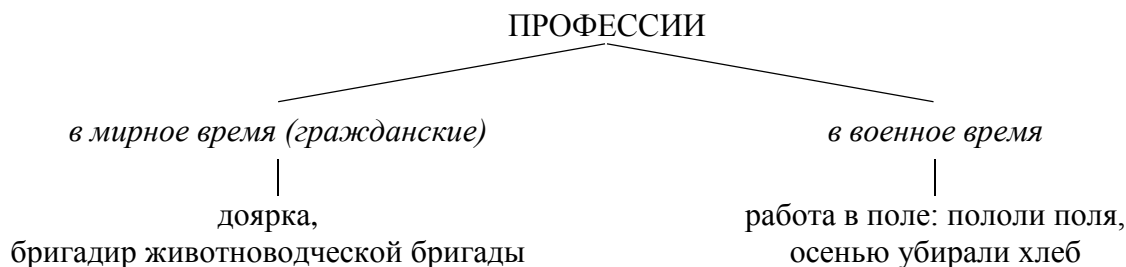 ПРОФЕССИИ
в мирное время (гражданские)
в военное время
доярка,
бригадир животноводческой бригады
работа в поле: пололи поля,
осенью убирали хлеб